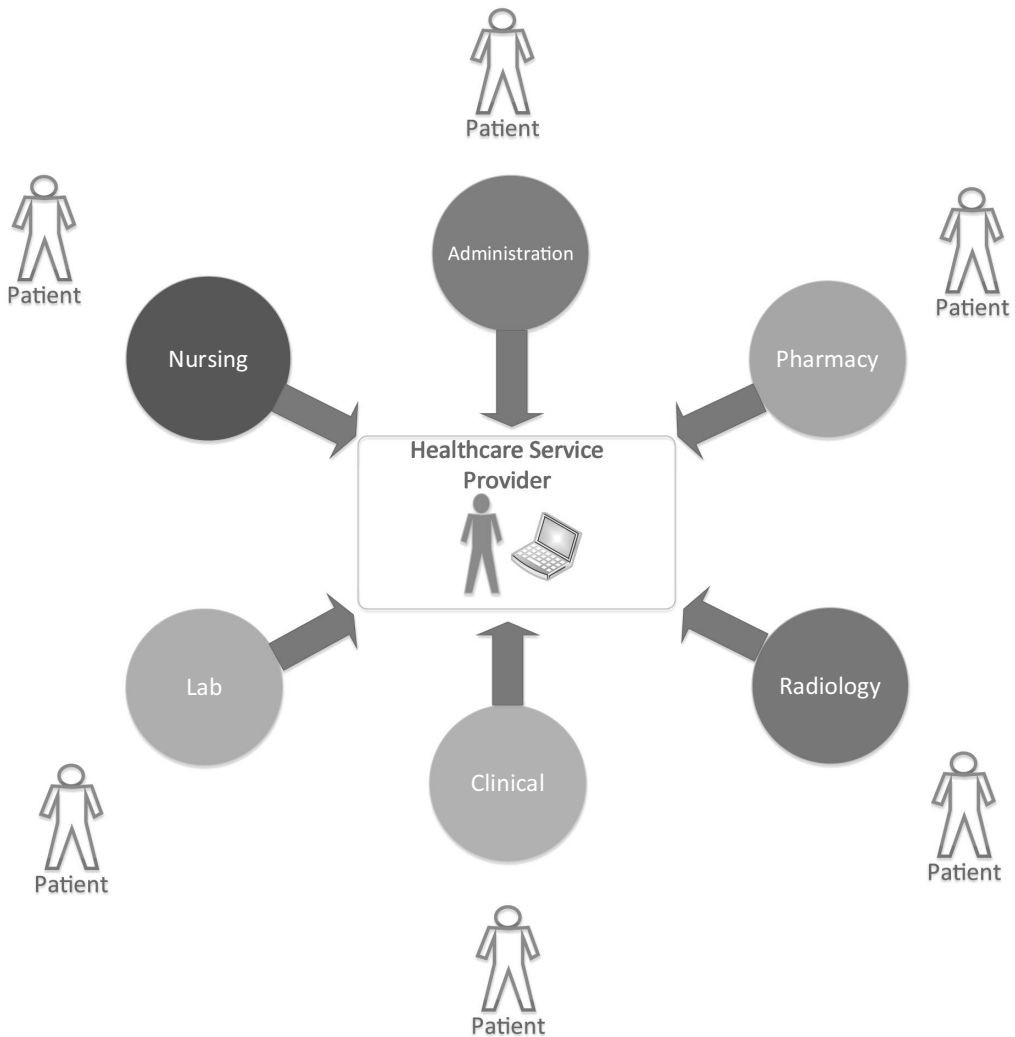 Patient
Patient
Patient
Administration
Nursing
Pharmacy
Healthcare Service
Provider
Lab
Radiology
Clinical
Patient
Patient
Patient